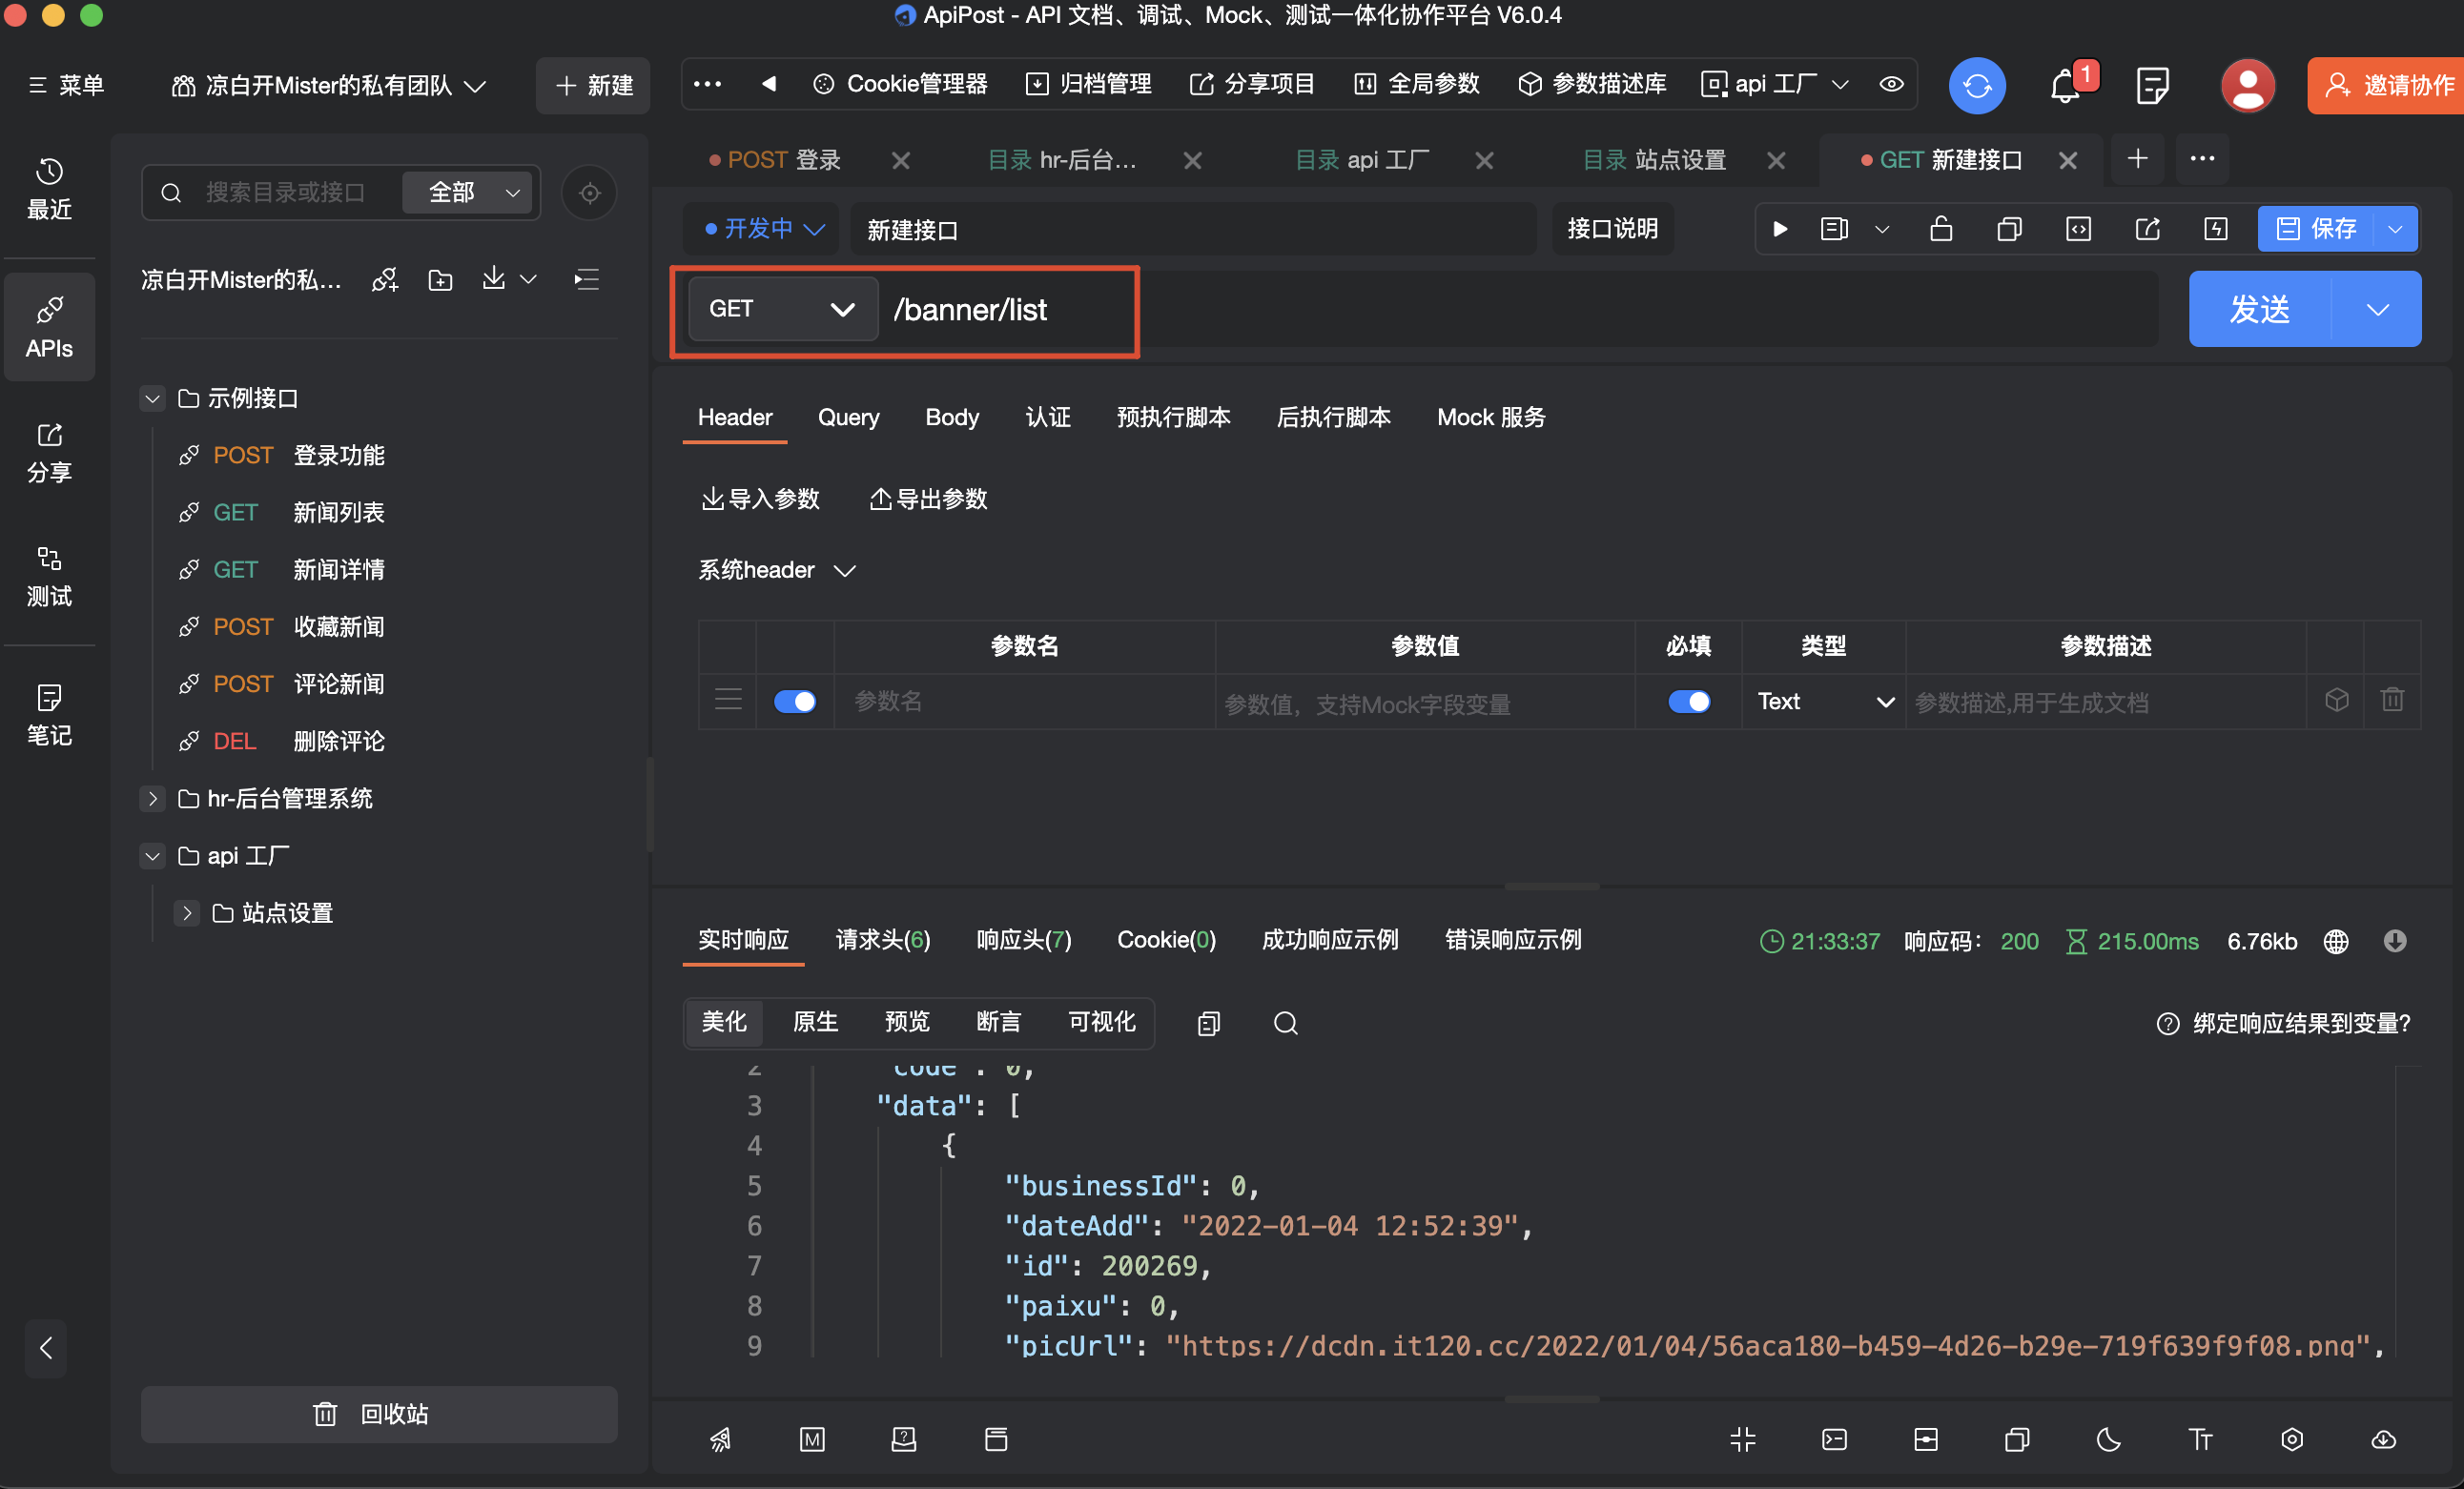 ApiPost - API 文档、调试、Mock、测试一体化协作平台 V6.0.4
菜单
凉白开Mister的私有团队
新建
Cookie管理器
归档管理
分享项目
全局参数
参数描述库
api 工厂
1
邀请协作
最近
APIs
分享
测试
笔记
搜索目录或接口
全部
凉白开Mister的私...
示例接口
POST 登录功能
GET 新闻列表
GET 新闻详情
POST 收藏新闻
POST 评论新闻
DEL 删除评论
hr-后台管理系统
api 工厂
站点设置
回收站
POST 登录
目录 hr-后台...
目录 api 工厂
目录 站点设置
GET 新建接口
开发中
新建接口
接口说明
保存
GET
/banner/list
发送
Header
Query
Body
认证
预执行脚本
后执行脚本
Mock 服务
导入参数
导出参数
系统header
参数名
参数值
必填
类型
参数描述
参数名
参数值，支持Mock字段变量
Text
参数描述,用于生成文档
实时响应
请求头(6)
响应头(7)
Cookie(0)
成功响应示例
错误响应示例
21:33:37
响应码：
200
215.00ms
6.76kb
美化
原生
预览
断言
可视化
绑定响应结果到变量?
2 "code": 0,
3 "data": [
4 {
5 "businessId": 0,
6 "dateAdd": "2022-01-04 12:52:39",
7 "id": 200269,
8 "paixu": 0,
9 "picUrl": "https://dcdn.it120.cc/2022/01/04/56aca180-b459-4d26-b29e-719f639f9f08.png",